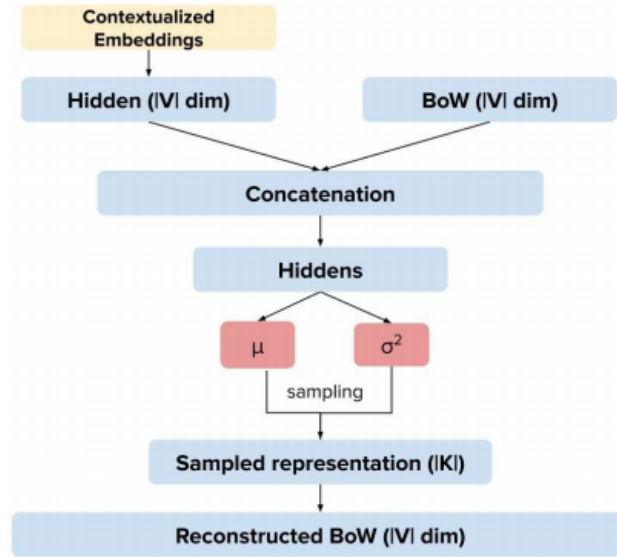 Contextualized
Embeddings
Hidden (|V| dim)
BoW (|V| dim)
Concatenation
Hiddens
μ
σ²
sampling
Sampled representation (|K|)
Reconstructed BoW (|V| dim)